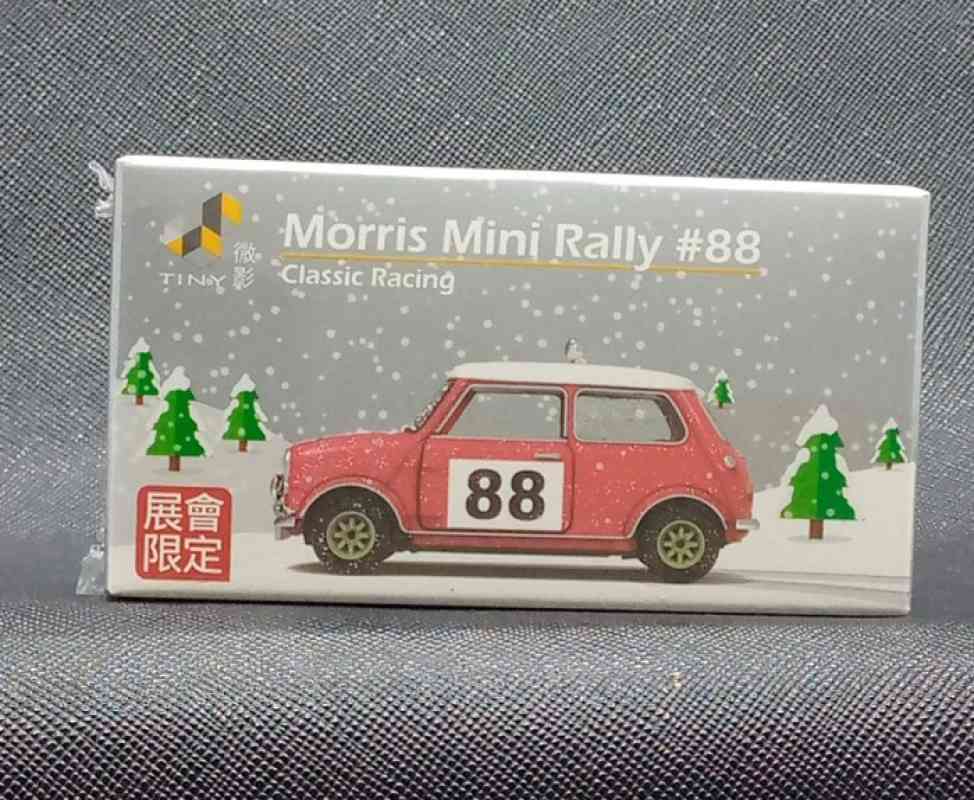 Morris Mini Rally #88
Classic Racing
TINY
微影
88
展會
限定